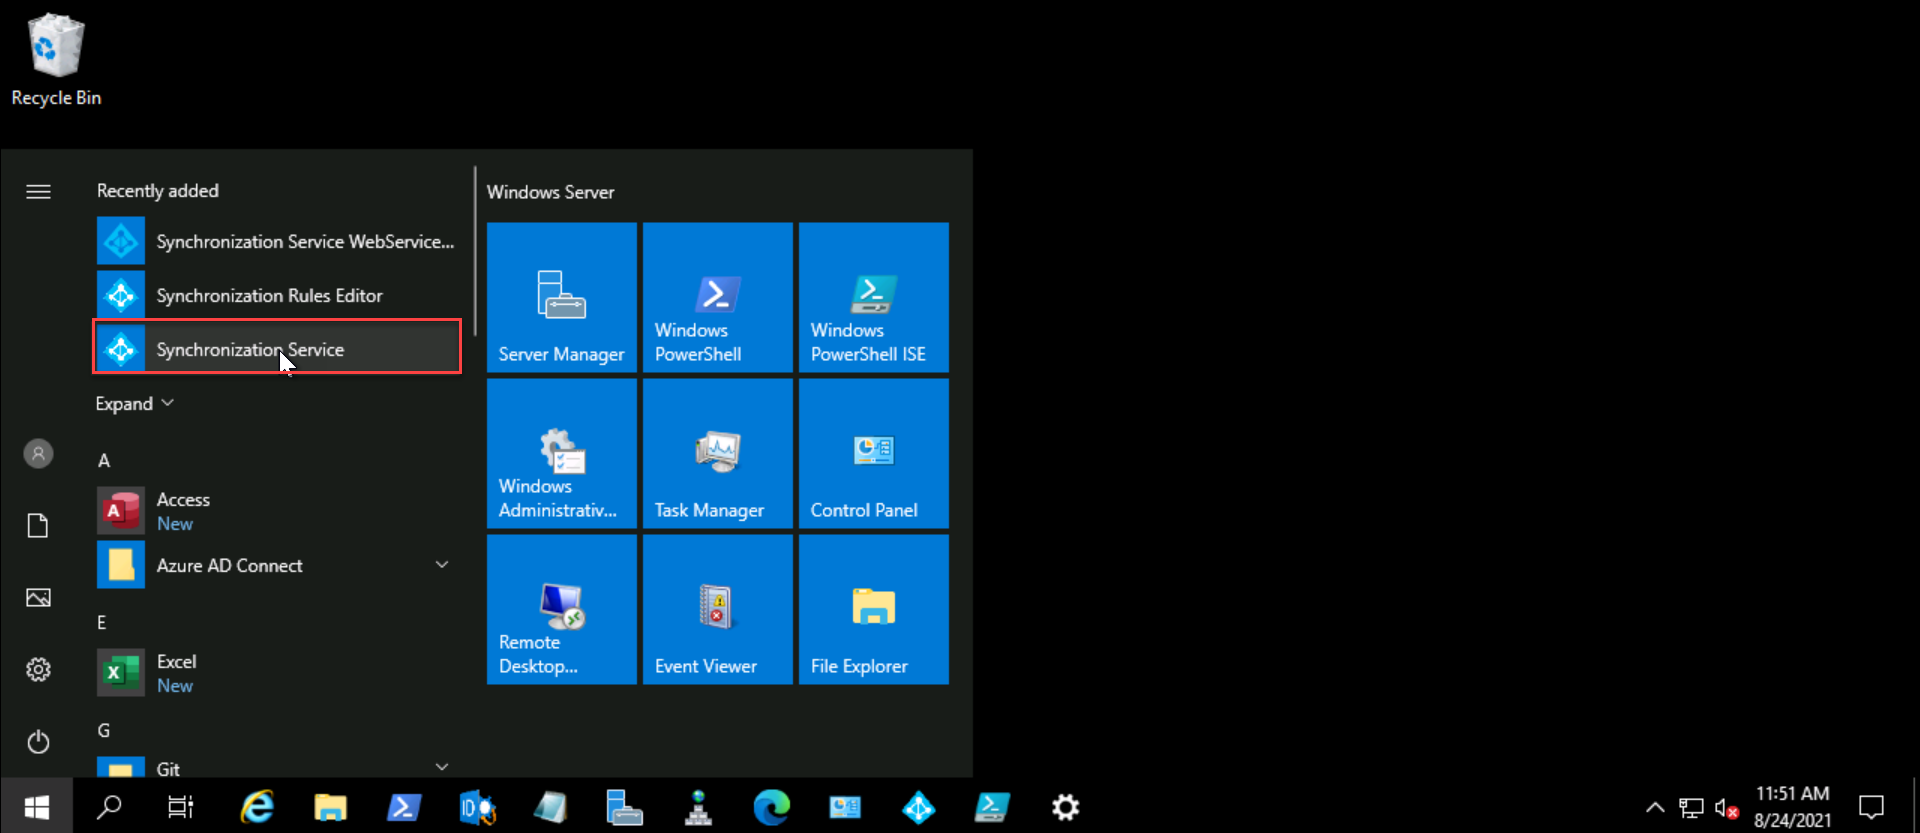 Recycle Bin
Recently added
Synchronization Service WebService...
Synchronization Rules Editor
Synchronization Service
Expand
A
Access
New
Azure AD Connect
E
Excel
New
G
Git
Windows Server
Server Manager
Windows
PowerShell
Windows
PowerShell ISE
Windows
Administrativ...
Task Manager
Control Panel
Remote
Desktop...
Event Viewer
File Explorer
11:51 AM
8/24/2021